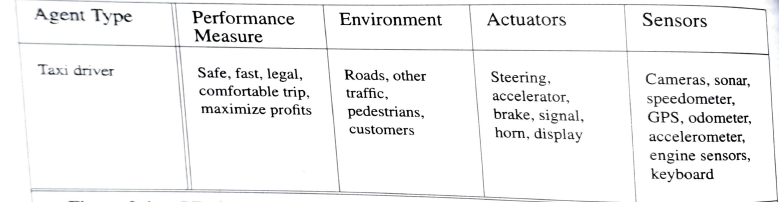 Agent Type
Performance
Measure
Environment
Actuators
Sensors
Taxi driver
Safe, fast, legal,
comfortable trip,
maximize profits
Roads, other
traffic,
pedestrians,
customers
Steering,
accelerator,
brake, signal,
horn, display
Cameras, sonar,
speedometer,
GPS, odometer,
accelerometer,
engine sensors,
keyboard